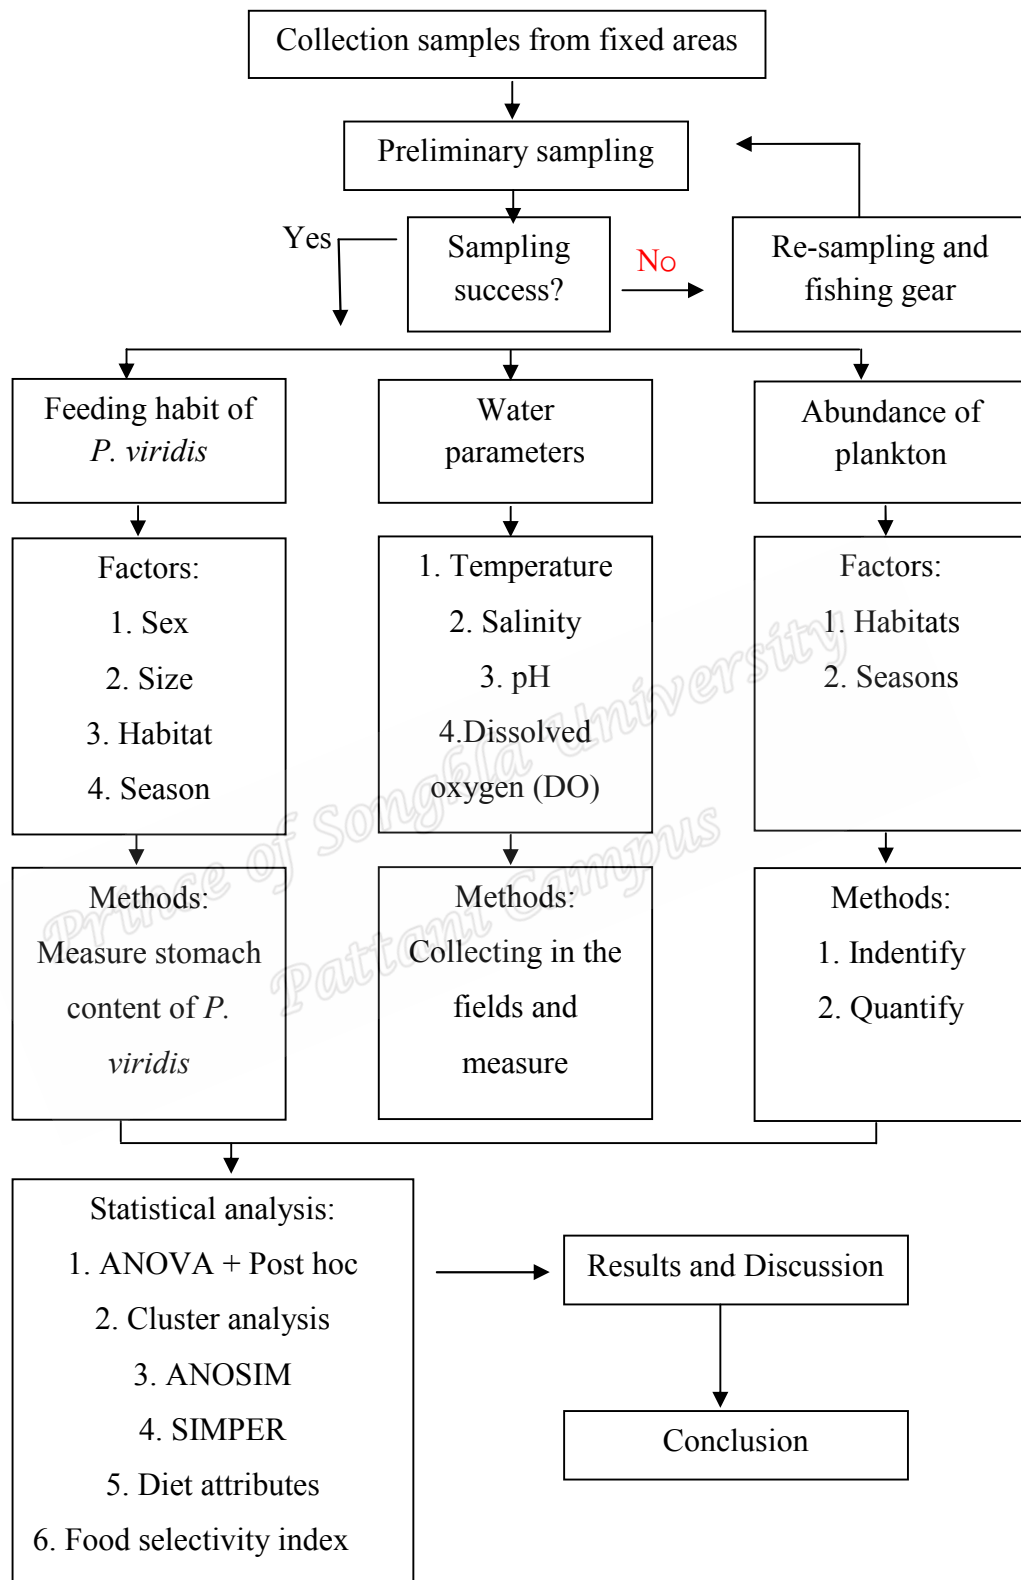 Collection samples from fixed areas
Preliminary sampling
Yes
Sampling
success?
No
Re-sampling and
fishing gear
Feeding habit of
P. viridis
Water
parameters
Abundance of
plankton
Factors:
1. Sex
2. Size
3. Habitat
4. Season
1. Temperature
2. Salinity
3. pH
4.Dissolved
oxygen (DO)
Factors:
1. Habitats
2. Seasons
Methods:
Measure stomach
content of P.
viridis
Methods:
Collecting in the
fields and
measure
Methods:
1. Indentify
2. Quantify
Prince of Songkla University
Pattani Campus
Statistical analysis:
1. ANOVA + Post hoc
2. Cluster analysis
3. ANOSIM
4. SIMPER
5. Diet attributes
6. Food selectivity index
Results and Discussion
Conclusion